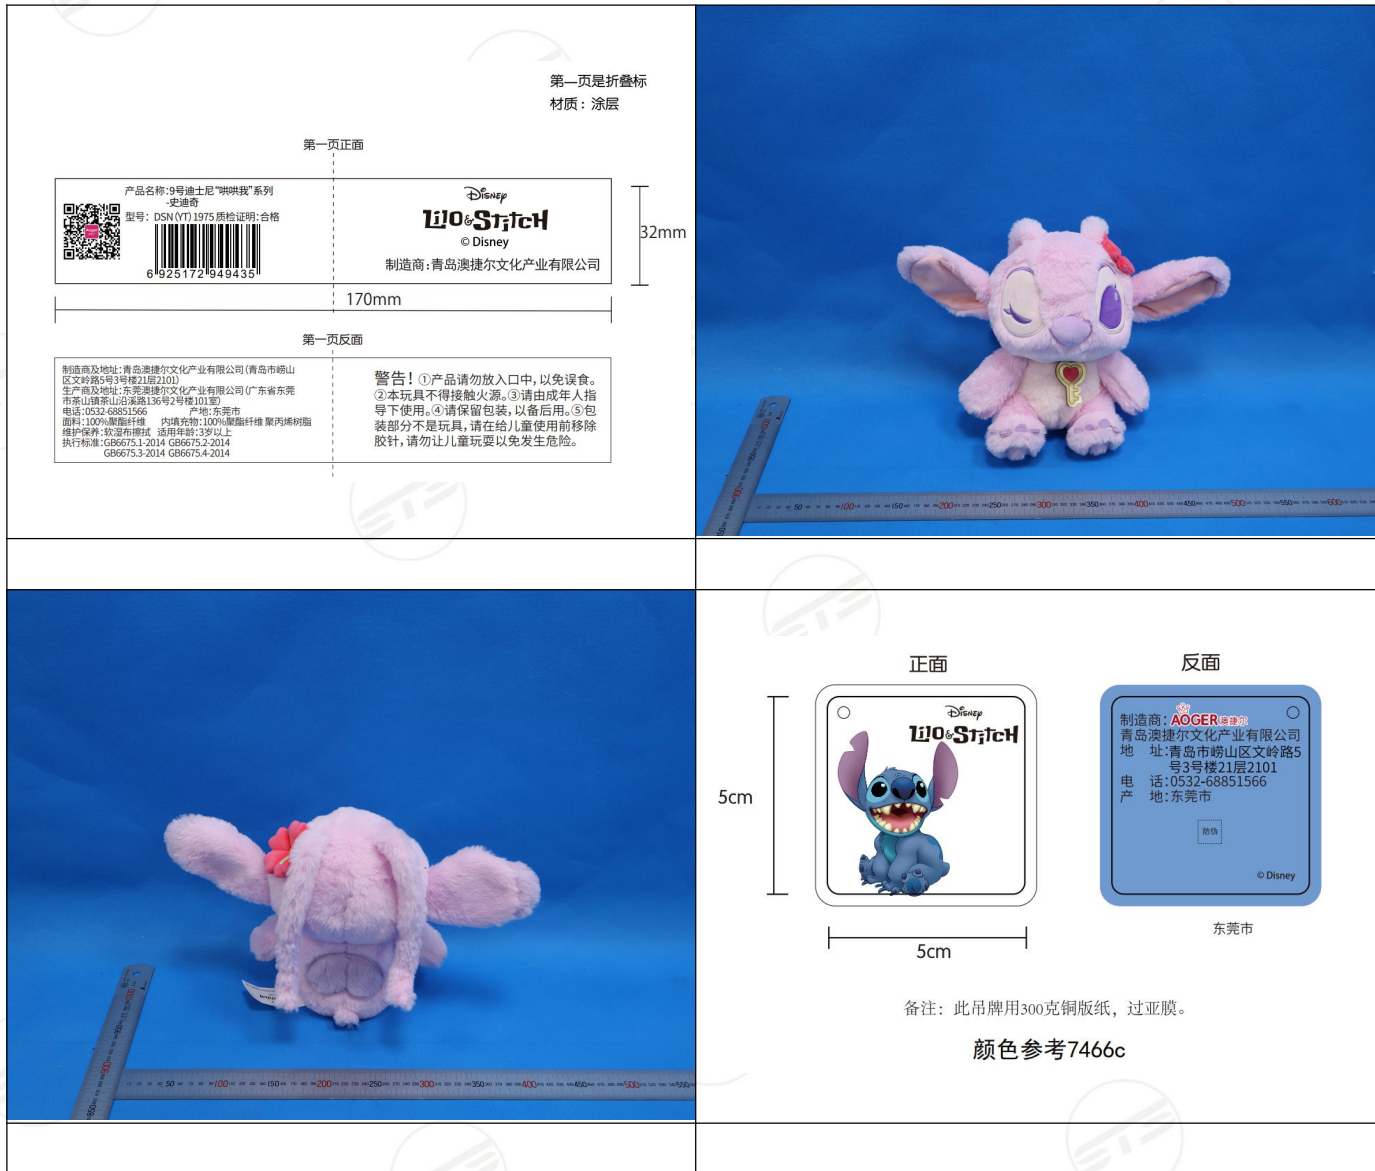 第一页是折叠标
材质：涂层
第一页正面
产品名称:9号迪士尼“哄哄我”系列
-史迪奇
型号: DSN (YT) 1975 质检证明:合格
6 925172 949435
Disney
Lilo & Stitch
© Disney
制造商:青岛澳捷尔文化产业有限公司
32mm
170mm
第一页反面
制造商及地址:青岛澳捷尔文化产业有限公司(青岛市崂山
区文岭路5号3号楼21层2101)
生产商及地址:东莞澳捷尔文化产业有限公司(广东省东莞
市茶山镇茶山沿溪路136号2号楼101室)
电话:0532-68851566 产地:东莞市
面料:100%聚酯纤维 内填充物:100%聚酯纤维 聚丙烯树脂
维护保养:软湿布擦拭 适用年龄:3岁以上
执行标准:GB6675.1-2014 GB6675.2-2014
GB6675.3-2014 GB6675.4-2014
警告! ①产品请勿放入口中,以免误食。
②本玩具不得接触火源。③请由成年人指
导下使用。④请保留包装,以备后用。⑤包
装部分不是玩具,请在给儿童使用前移除
胶针,请勿让儿童玩耍以免发生危险。
正面
Disney
Lilo & Stitch
5cm
5cm
反面
制造商: AOGER 澳捷尔
青岛澳捷尔文化产业有限公司
地 址:青岛市崂山区文岭路5
号3号楼21层2101
电 话:0532-68851566
产 地:东莞市
防伪
© Disney
东莞市
备注：此吊牌用300克铜版纸，过亚膜。
颜色参考7466c
STS